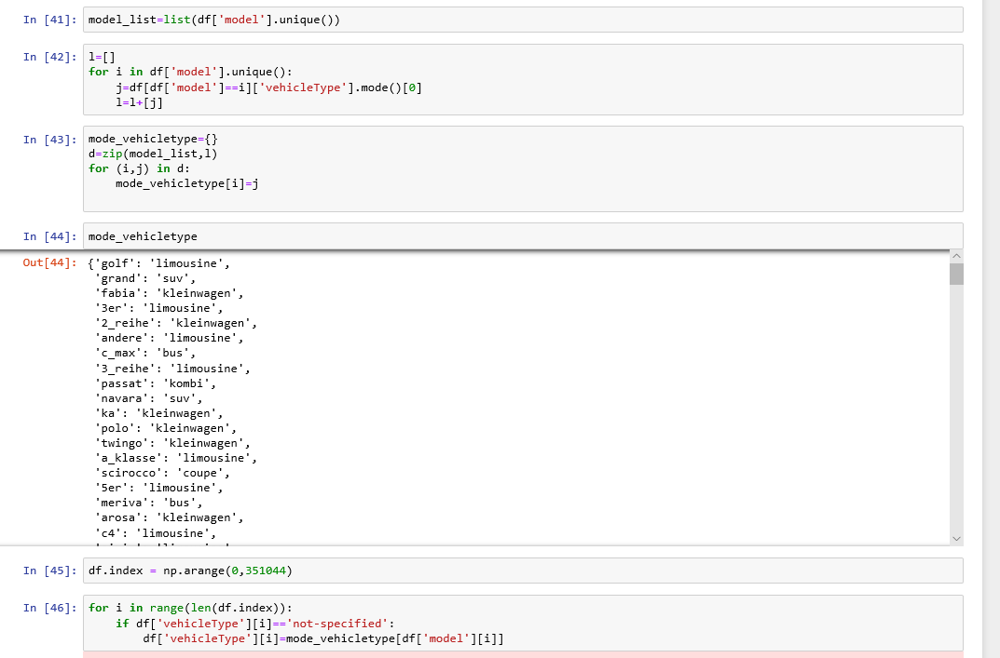 In [41]: model_list=list(df['model'].unique())
In [42]: l=[]
for i in df['model'].unique():
    j=df[df['model']==i]['vehicleType'].mode()[0]
    l=l+[j]
In [43]: mode_vehicletype={}
d=zip(model_list,l)
for (i,j) in d:
    mode_vehicletype[i]=j
In [44]: mode_vehicletype
Out[44]: {'golf': 'limousine',
 'grand': 'suv',
 'fabia': 'kleinwagen',
 '3er': 'limousine',
 '2_reihe': 'kleinwagen',
 'andere': 'limousine',
 'c_max': 'bus',
 '3_reihe': 'limousine',
 'passat': 'kombi',
 'navara': 'suv',
 'ka': 'kleinwagen',
 'polo': 'kleinwagen',
 'twingo': 'kleinwagen',
 'a_klasse': 'limousine',
 'scirocco': 'coupe',
 '5er': 'limousine',
 'meriva': 'bus',
 'arosa': 'kleinwagen',
 'c4': 'limousine',
In [45]: df.index = np.arange(0,351044)
In [46]: for i in range(len(df.index)):
    if df['vehicleType'][i]=='not-specified':
        df['vehicleType'][i]=mode_vehicletype[df['model'][i]]